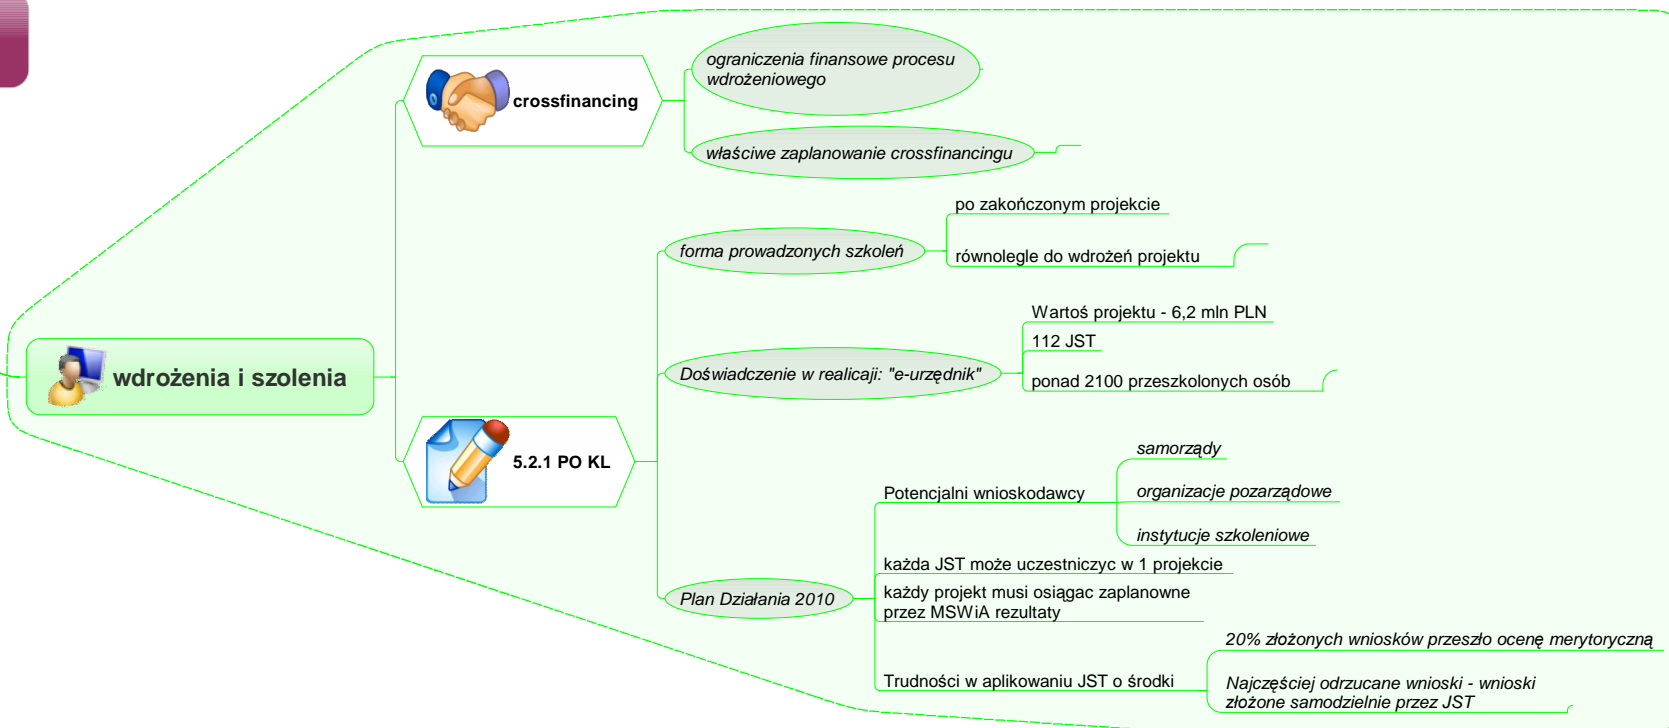 ograniczenia finansowe procesu
wdrożeniowego
crossfinancing
właściwe zaplanowanie crossfinancingu
po zakończonym projekcie
forma prowadzonych szkoleń
równolegle do wdrożeń projektu
Wartoś projektu - 6,2 mln PLN
112 JST
wdrożenia i szolenia
Doświadczenie w realicaji: "e-urzędnik"
ponad 2100 przeszkolonych osób
5.2.1 PO KL
samorządy
Potencjalni wnioskodawcy
organizacje pozarządowe
instytucje szkoleniowe
każda JST może uczestniczyc w 1 projekcie
Plan Działania 2010
każdy projekt musi osiągac zaplanowne
przez MSWiA rezultaty
20% złożonych wniosków przeszło ocenę merytoryczną
Trudności w aplikowaniu JST o środki
Najczęściej odrzucane wnioski - wnioski
złożone samodzielnie przez JST